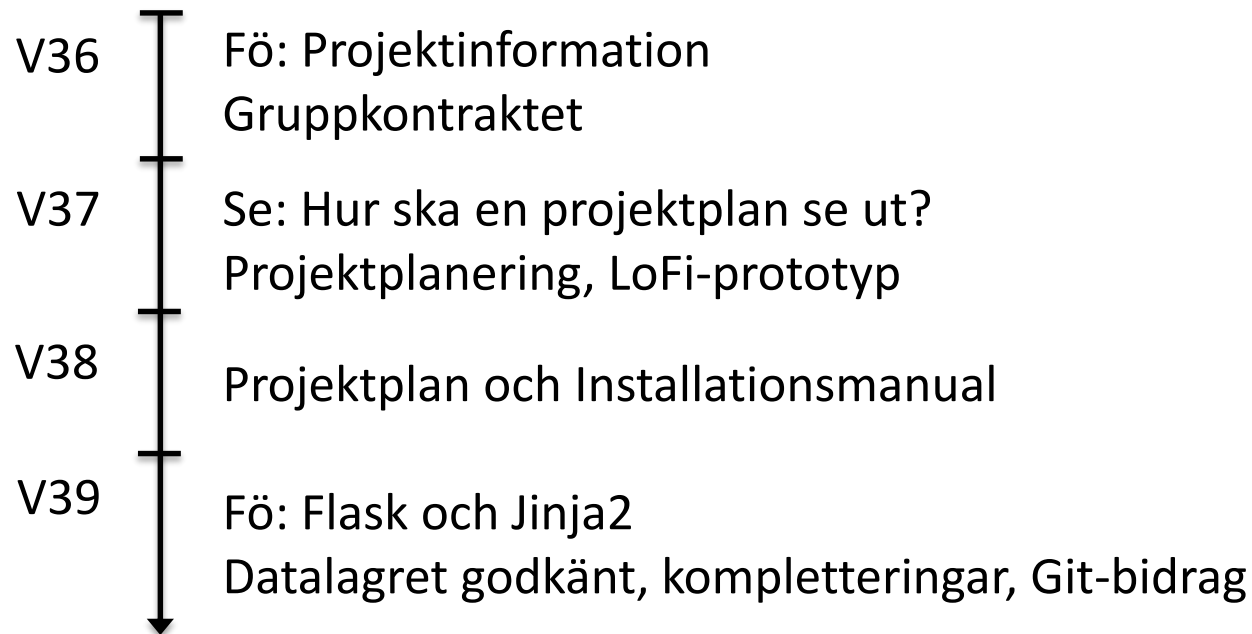 V36
Fö: Projektinformation
Gruppkontraktet
V37
Se: Hur ska en projektplan se ut?
Projektplanering, LoFi-prototyp
V38
Projektplan och Installationsmanual
V39
Fö: Flask och Jinja2
Datalagret godkänt, kompletteringar, Git-bidrag